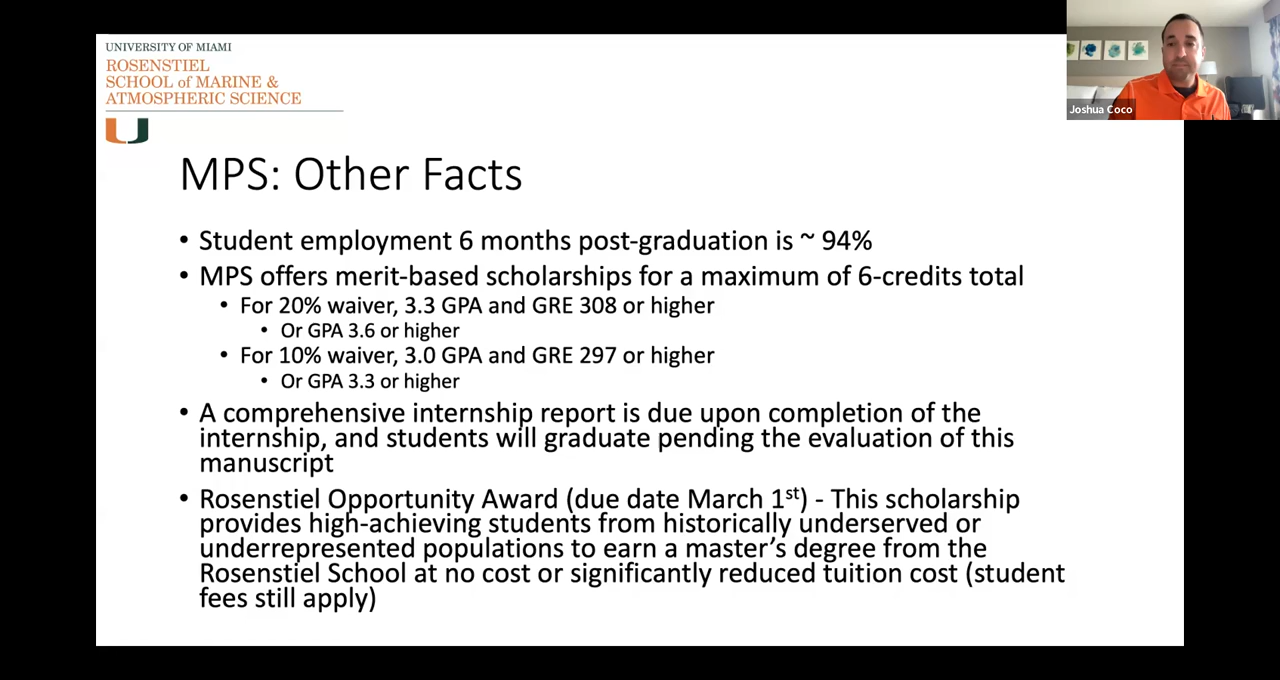 UNIVERSITY OF MIAMI
ROSENSTIEL
SCHOOL of MARINE &
ATMOSPHERIC SCIENCE
Joshua Coco
MPS: Other Facts
• Student employment 6 months post-graduation is ~ 94%
• MPS offers merit-based scholarships for a maximum of 6-credits total
• For 20% waiver, 3.3 GPA and GRE 308 or higher
• Or GPA 3.6 or higher
• For 10% waiver, 3.0 GPA and GRE 297 or higher
• Or GPA 3.3 or higher
• A comprehensive internship report is due upon completion of the
internship, and students will graduate pending the evaluation of this
manuscript
• Rosenstiel Opportunity Award (due date March 1st) - This scholarship
provides high-achieving students from historically underserved or
underrepresented populations to earn a master’s degree from the
Rosenstiel School at no cost or significantly reduced tuition cost (student
fees still apply)